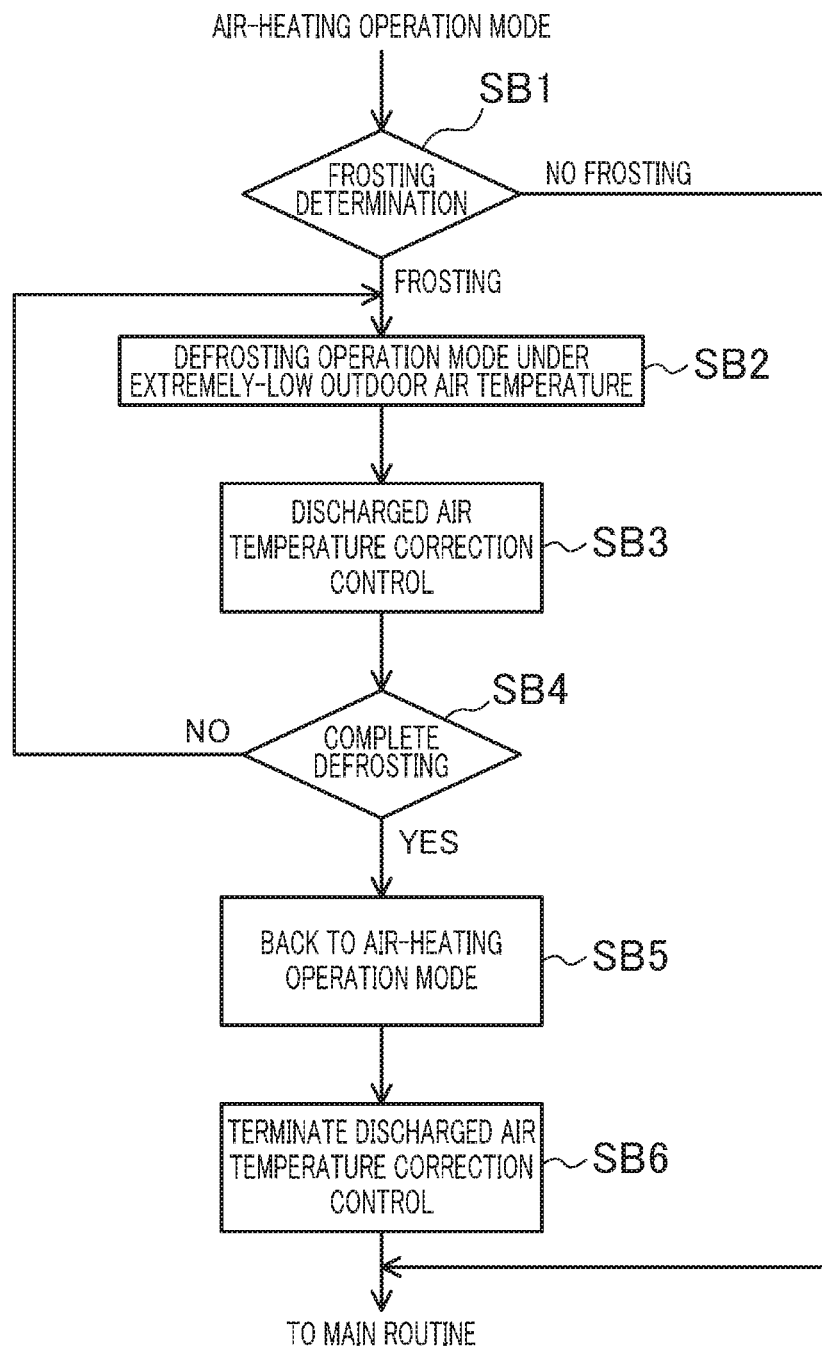 AIR-HEATING OPERATION MODE
SB1
FROSTING
DETERMINATION
NO FROSTING
FROSTING
DEFROSTING OPERATION MODE UNDER
EXTREMELY-LOW OUTDOOR AIR TEMPERATURE
SB2
DISCHARGED AIR
TEMPERATURE CORRECTION
CONTROL
SB3
SB4
NO
COMPLETE
DEFROSTING
YES
BACK TO AIR-HEATING
OPERATION MODE
SB5
TERMINATE DISCHARGED AIR
TEMPERATURE CORRECTION
CONTROL
SB6
TO MAIN ROUTINE